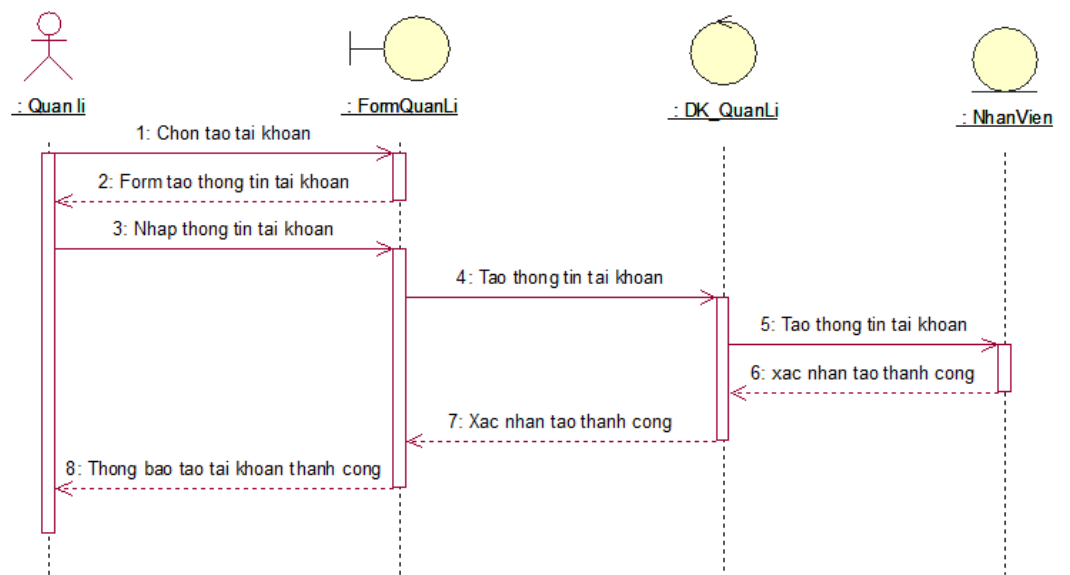 : Quan li
: FormQuanLi
: DK_QuanLi
: NhanVien
1: Chon tao tai khoan
2: Form tao thong tin tai khoan
3: Nhap thong tin tai khoan
4: Tao thong tin tai khoan
5: Tao thong tin tai khoan
6: xac nhan tao thanh cong
7: Xac nhan tao thanh cong
8: Thong bao tao tai khoan thanh cong